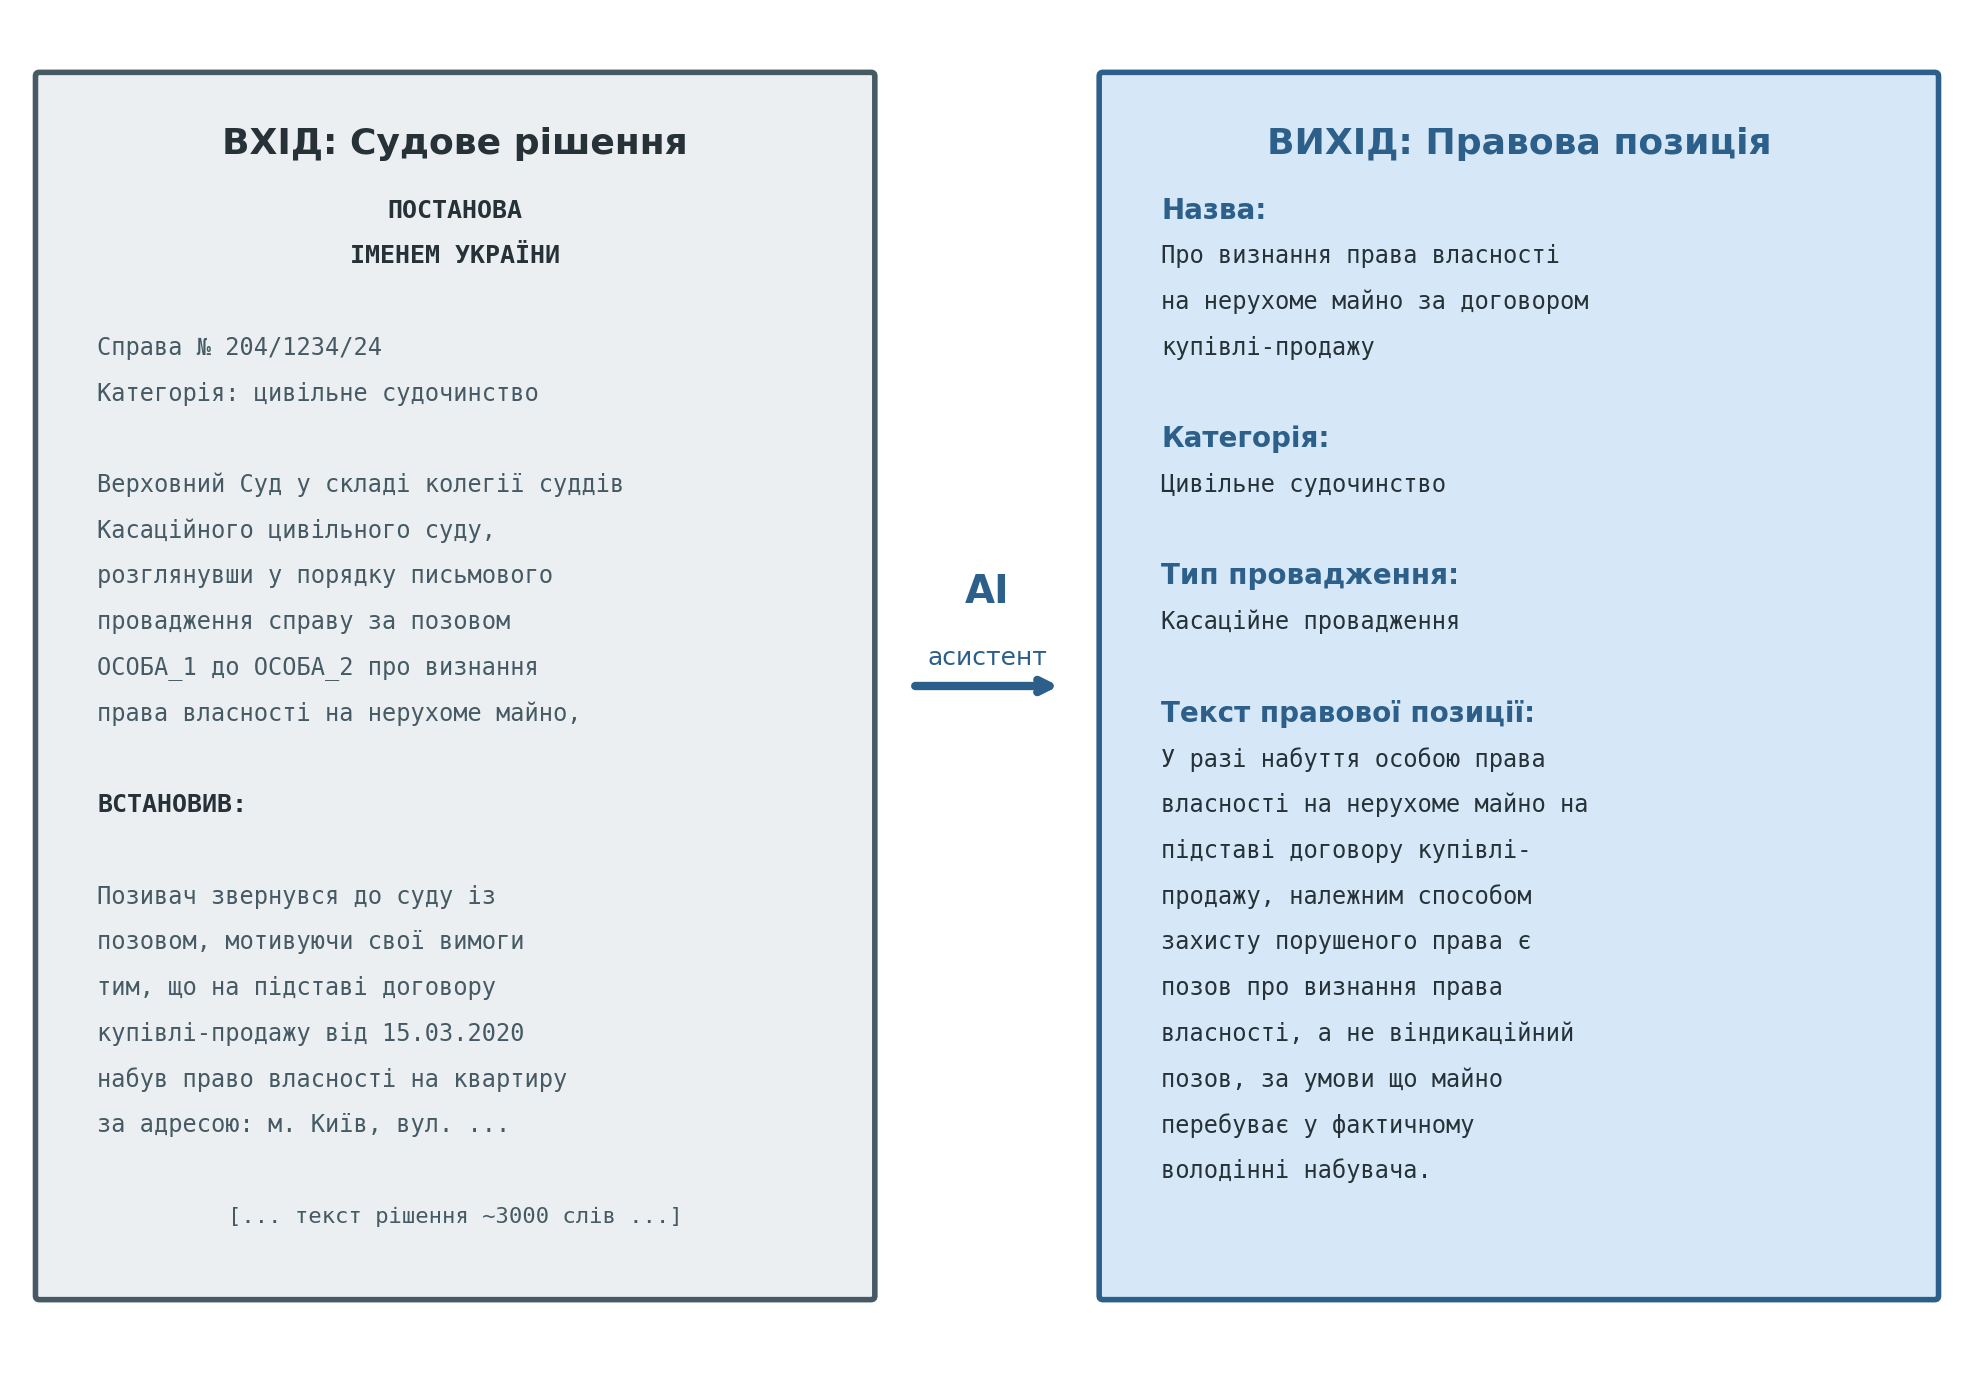 ВХІД: Судове рішення
ПОСТАНОВА
ІМЕНЕМ УКРАЇНИ
Справа № 204/1234/24
Категорія: цивільне судочинство
Верховний Суд у складі колегії суддів
Касаційного цивільного суду,
розглянувши у порядку письмового
провадження справу за позовом
ОСОБА_1 до ОСОБА_2 про визнання
права власності на нерухоме майно,
ВСТАНОВИВ:
Позивач звернувся до суду із
позовом, мотивуючи свої вимоги
тим, що на підставі договору
купівлі-продажу від 15.03.2020
набув право власності на квартиру
за адресою: м. Київ, вул. ...
[... текст рішення ~3000 слів ...]
AI
асистент
ВИХІД: Правова позиція
Назва:
Про визнання права власності
на нерухоме майно за договором
купівлі-продажу
Категорія:
Цивільне судочинство
Тип провадження:
Касаційне провадження
Текст правової позиції:
У разі набуття особою права
власності на нерухоме майно на
підставі договору купівлі-
продажу, належним способом
захисту порушеного права є
позов про визнання права
власності, а не віндикаційний
позов, за умови що майно
перебуває у фактичному
володінні набувача.